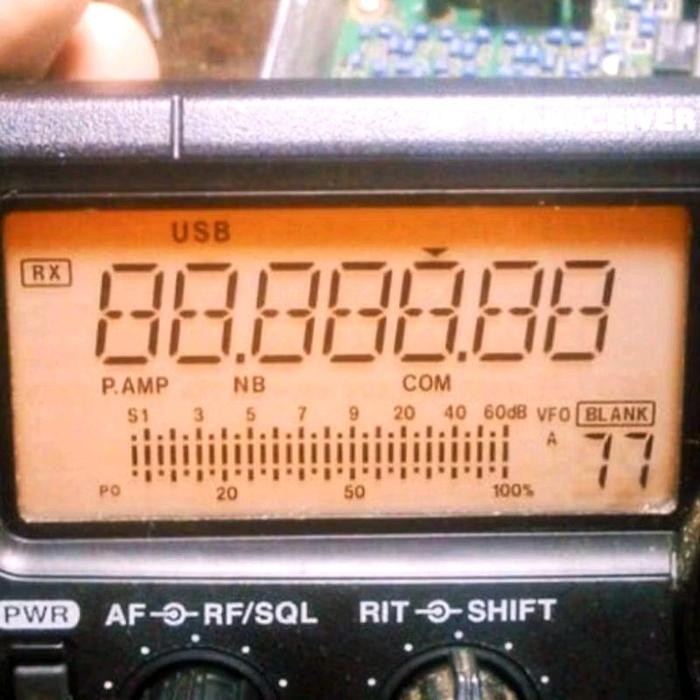 TRANSCEIVER
USB
RX
88.888.88
P.AMP NB COM
S1 3 5 7 9 20 40 60dB VFO BLANK
A 77
PO 20 50 100%
PWR AF RF/SQL RIT SHIFT